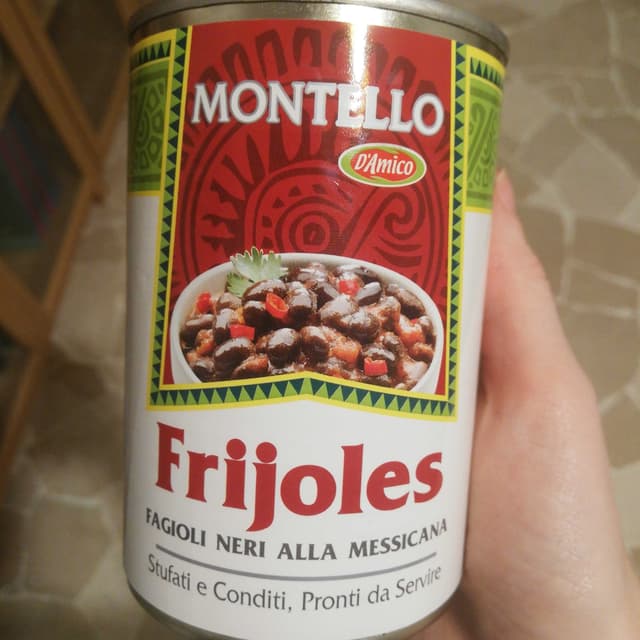 MONTELLO
D'AMICO
Frijoles
FAGIOLI NERI ALLA MESSICANA
Stufati e Conditi, Pronti da Servire